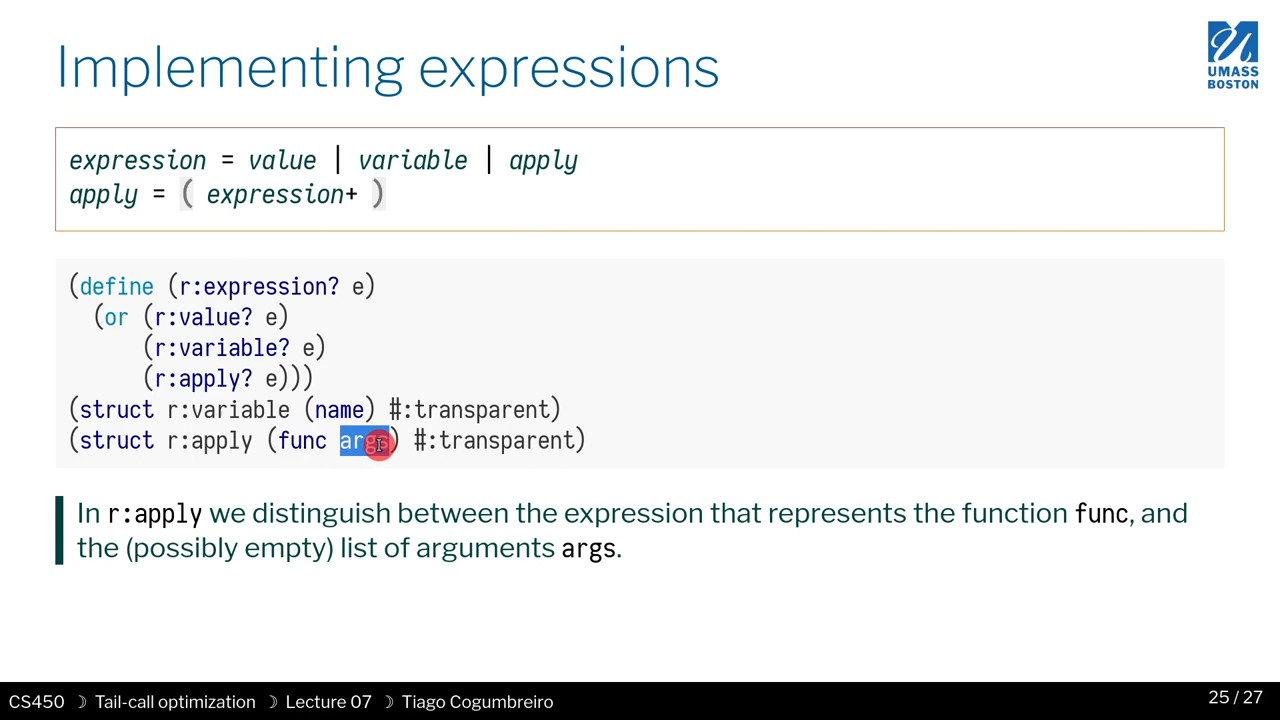 Implementing expressions
UMASS
BOSTON
expression = value | variable | apply
apply = ( expression+ )
(define (r:expression? e)
(or (r:value? e)
(r:variable? e)
(r:apply? e)))
(struct r:variable (name) #:transparent)
(struct r:apply (func args) #:transparent)
In r:apply we distinguish between the expression that represents the function func, and
the (possibly empty) list of arguments args.
CS450 ☽ Tail-call optimization ☽ Lecture 07 ☽ Tiago Cogumbreiro
25 / 27